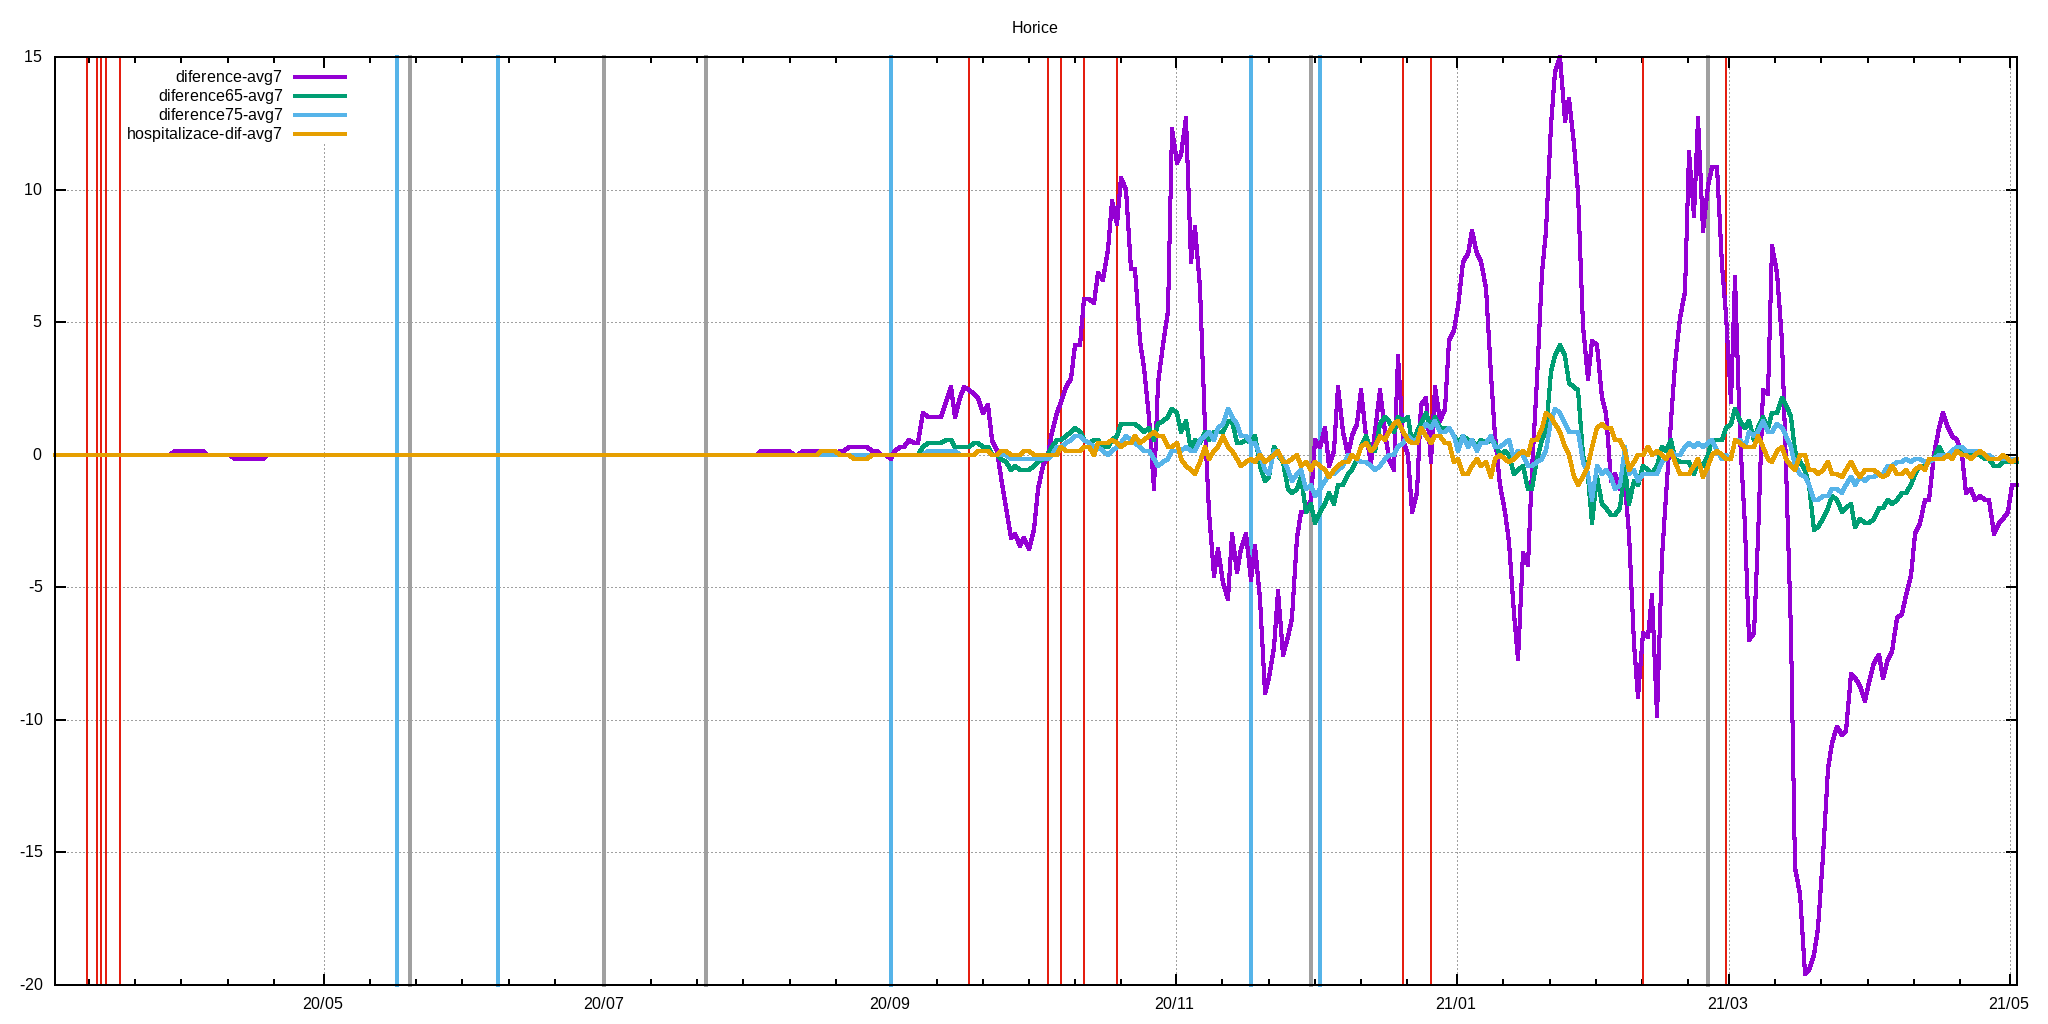 Horice
diference-avg7
diference65-avg7
diference75-avg7
hospitalizace-dif-avg7
15
10
5
0
-5
-10
-15
-20
20/05 20/07 20/09 20/11 21/01 21/03 21/05